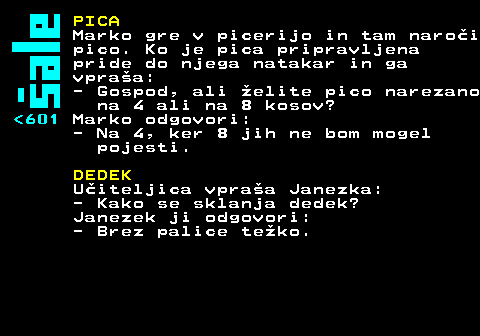 šale
<601
PICA
Marko gre v picerijo in tam naroči
pico. Ko je pica pripravljena
pride do njega natakar in ga
vpraša:
- Gospod, ali želite pico narezano
na 4 ali na 8 kosov?
Marko odgovori:
- Na 4, ker 8 jih ne bom mogel
pojesti.
DEDEK
Učiteljica vpraša Janezka:
- Kako se sklanja dedek?
Janezek ji odgovori:
- Brez palice težko.